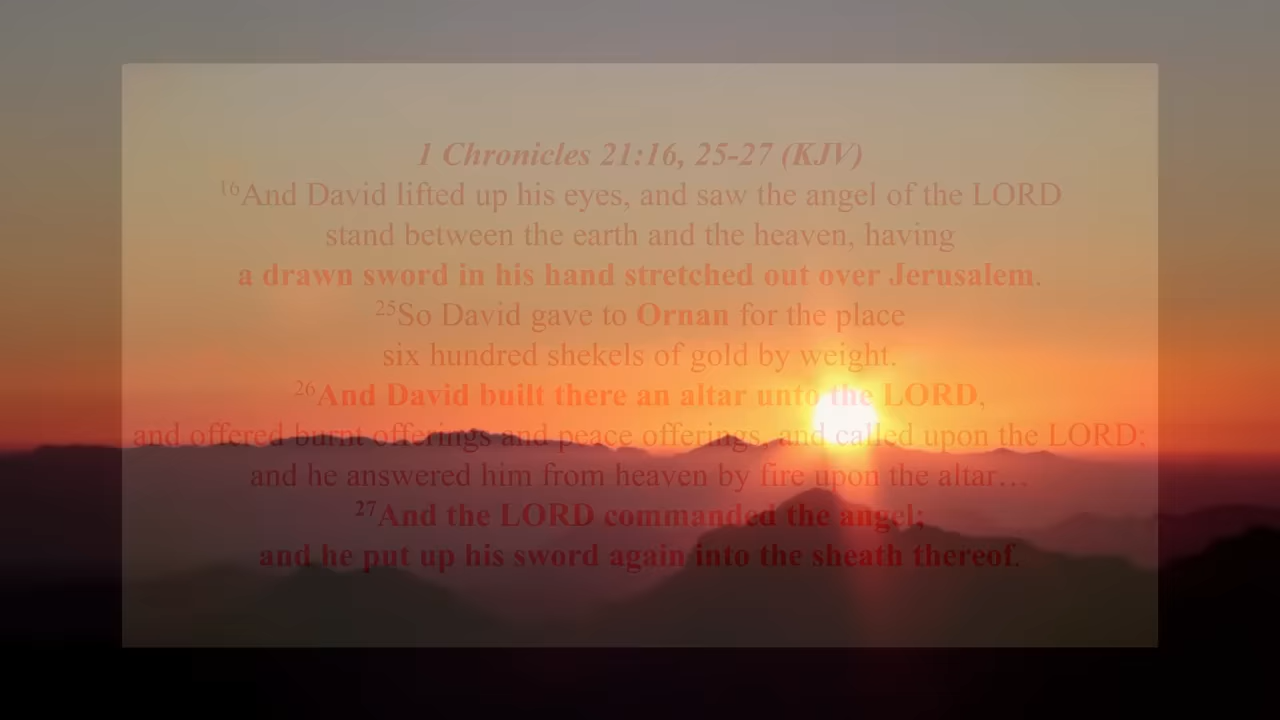 1 Chronicles 21:16, 25-27 (KJV)
16And David lifted up his eyes, and saw the angel of the LORD
stand between the earth and the heaven, having
a drawn sword in his hand stretched out over Jerusalem.
25So David gave to Ornan for the place
six hundred shekels of gold by weight.
26And David built there an altar unto the LORD,
and offered burnt offerings and peace offerings, and called upon the LORD;
and he answered him from heaven by fire upon the altar…
27And the LORD commanded the angel;
and he put up his sword again into the sheath thereof.